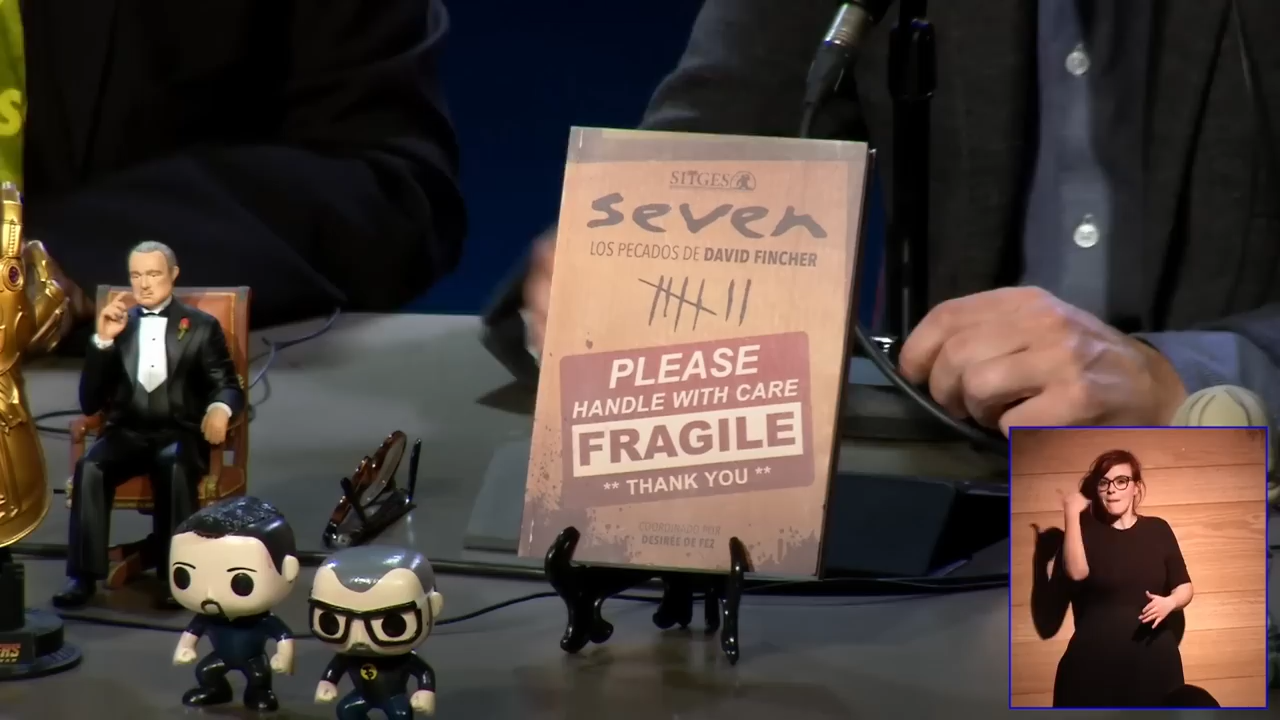 SITGES
seven
LOS PECADOS DE DAVID FINCHER
PLEASE
HANDLE WITH CARE
FRAGILE
** THANK YOU **
COORDINADO POR
DESIRÉE DE FEZ